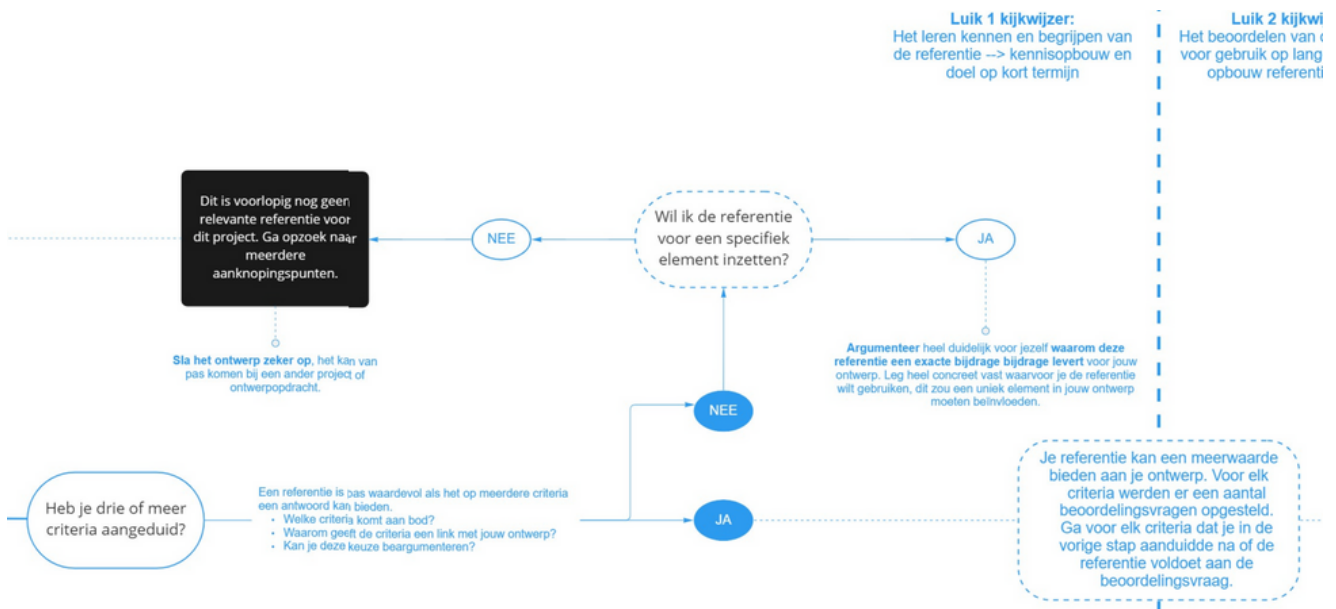 Luik 1 kijkwijzer:
Het leren kennen en begrijpen van
de referentie --> kennisopbouw en
doel op kort termijn
Luik 2
Het beoordelen van
voor gebruik op lang
opbouw
Dit is voorlopig nog geen
relevante referentie voor
dit project. Ga opzoek naar
meerdere
aanknopingspunten.
NEE
Wil ik de referentie
voor een specifiek
element inzetten?
JA
Sla het ontwerp zeker op, het kan van
pas komen bij een ander project of
ontwerpopdracht.
Argumenteer heel duidelijk voor jezelf waarom deze
referentie een exacte bijdrage bijdrage levert voor jouw
ontwerp. Leg heel concreet vast waarvoor je de referentie
wilt gebruiken, dit zou een uniek element in jouw ontwerp
moeten beïnvloeden.
NEE
Heb je drie of meer
criteria aangeduid?
Een referentie is pas waardevol als het op meerdere criteria
een antwoord kan bieden.
• Welke criteria komt aan bod?
• Waarom geeft de criteria een link met jouw ontwerp?
• Kan je deze keuze beargumenteren?
JA
Je referentie kan een meerwaarde
bieden aan je ontwerp. Voor elk
criteria werden er een aantal
beoordelingsvragen opgesteld.
Ga voor elk criteria dat je in de
vorige stap aanduidde na of de
referentie voldoet aan de
beoordelingsvraag.